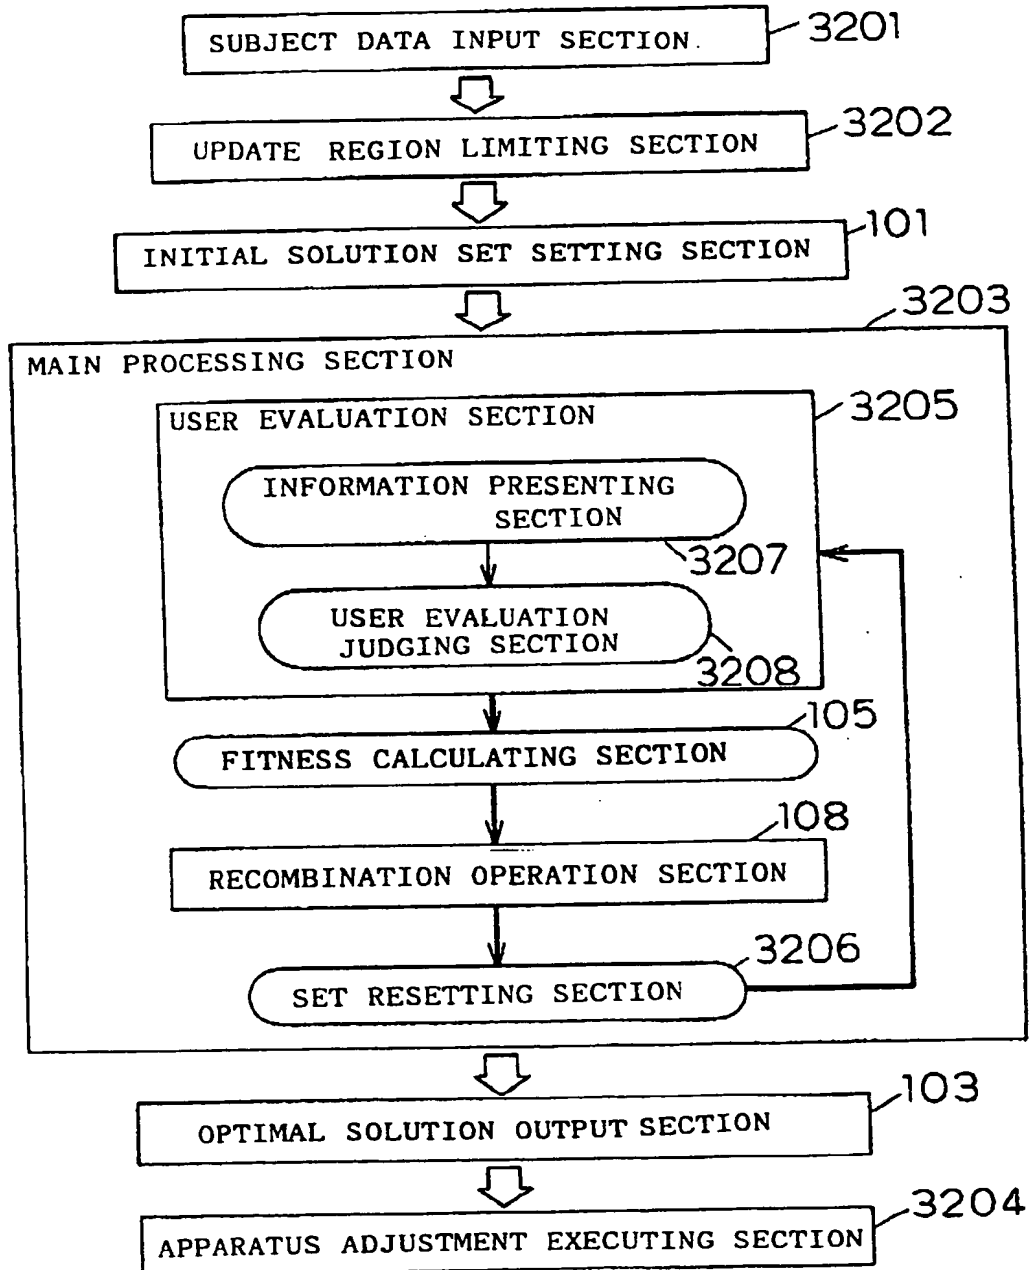 SUBJECT DATA INPUT SECTION
3201
UPDATE REGION LIMITING SECTION
3202
INITIAL SOLUTION SET SETTING SECTION
101
3203
MAIN PROCESSING SECTION
USER EVALUATION SECTION
3205
INFORMATION PRESENTING
SECTION
3207
USER EVALUATION
JUDGING SECTION
3208
105
FITNESS CALCULATING SECTION
108
RECOMBINATION OPERATION SECTION
3206
SET RESETTING SECTION
103
OPTIMAL SOLUTION OUTPUT SECTION
3204
APPARATUS ADJUSTMENT EXECUTING SECTION